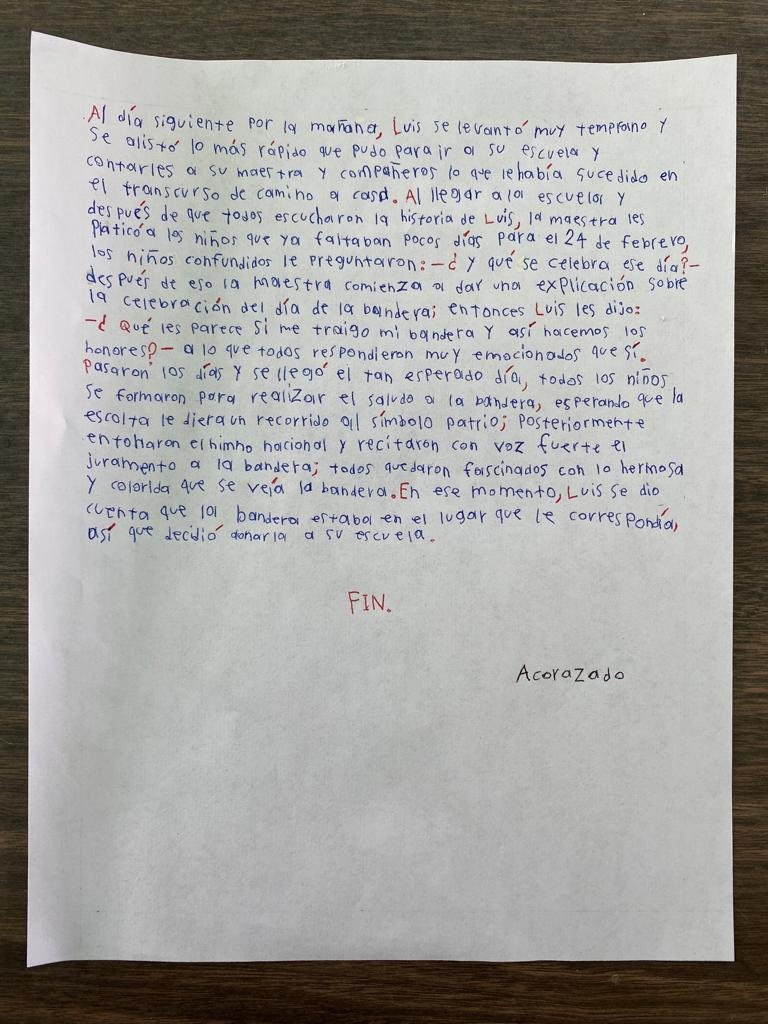 Al día siguiente por la mañana, Luis se levantó muy temprano y
se alistó lo más rápido que pudo para ir a su escuela y
contarles a su maestra y compañeros lo que le había sucedido en
el transcurso de camino a casa. Al llegar a la escuela y
después de que todos escucharon la historia de Luis, la maestra les
Platicó a los niños que ya faltaban pocos días para el 24 de febrero,
los niños confundidos le preguntaron: -¿ y qué se celebra ese día?-
después de eso la maestra comienza a dar una explicación sobre
la celebración del día de la bandera; entonces Luis les dijo:
-¿ Qué les parece si me traigo mi bandera y así hacemos los
honores?- a lo que todos respondieron muy emocionados que sí.
Pasaron los días y se llegó el tan esperado día, todos los niños
se formaron para realizar el saludo a la bandera, esperando que la
escolta le diera un recorrido al símbolo patrio; posteriormente
entonaron el himno nacional y recitaron con voz fuerte el
juramento a la bandera; todos quedaron fascinados con lo hermosa
y colorida que se veía la bandera. En ese momento, Luis se dio
cuenta que la bandera estaba en el lugar que le correspondía,
así que decidió donarla a su escuela.
FIN.
Acorazado